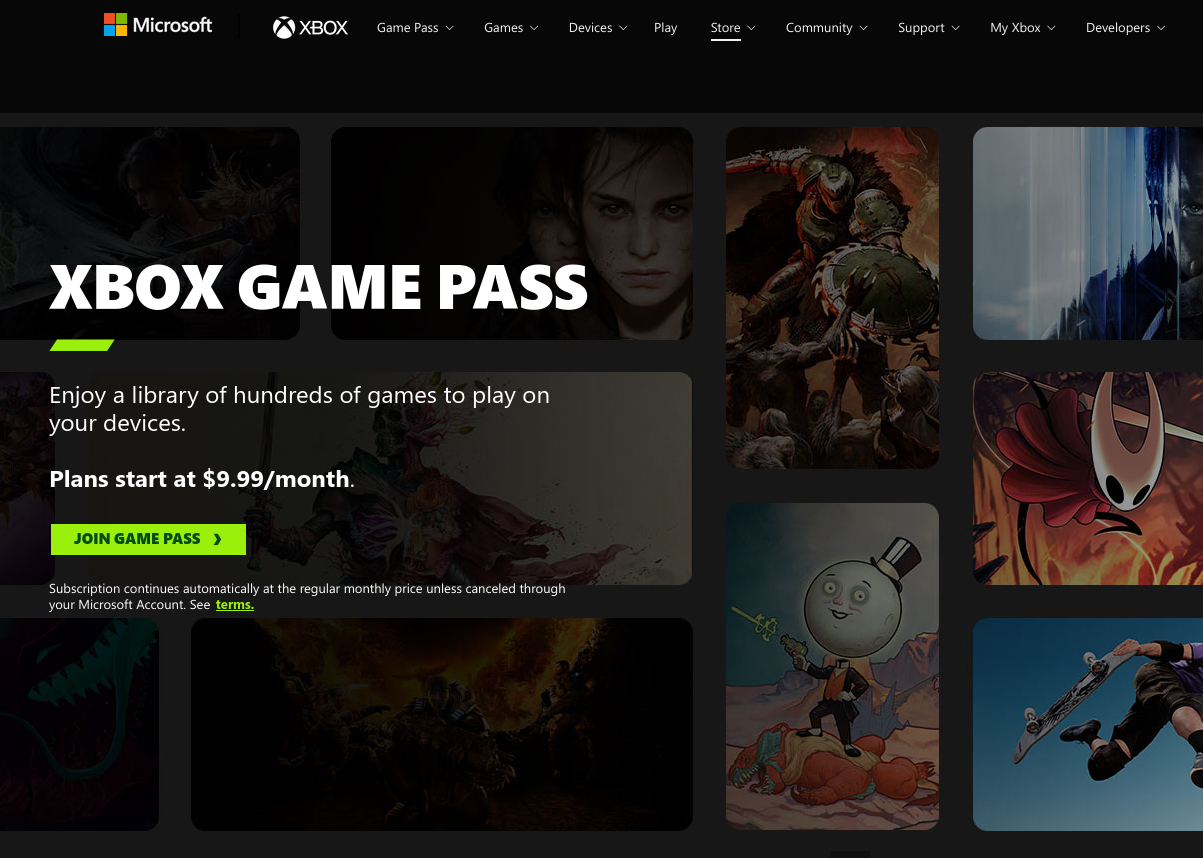 Microsoft
XBOX
Game Pass
Games
Devices
Play
Store
Community
Support
My Xbox
Developers
XBOX GAME PASS
Enjoy a library of hundreds of games to play on
your devices.
Plans start at $9.99/month.
JOIN GAME PASS
Subscription continues automatically at the regular monthly price unless canceled through
your Microsoft Account. See terms.